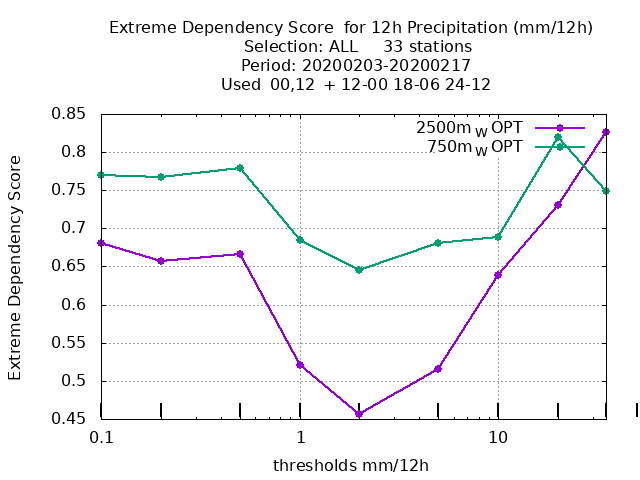 Extreme Dependency Score  for 12h Precipitation (mm/12h)
Selection: ALL     33 stations
Period: 20200203-20200217
Used  00,12  + 12-00 18-06 24-12
Extreme Dependency Score
0.85
0.8
0.75
0.7
0.65
0.6
0.55
0.5
0.45
2500m W OPT
750m W OPT
0.1 1 10
thresholds mm/12h